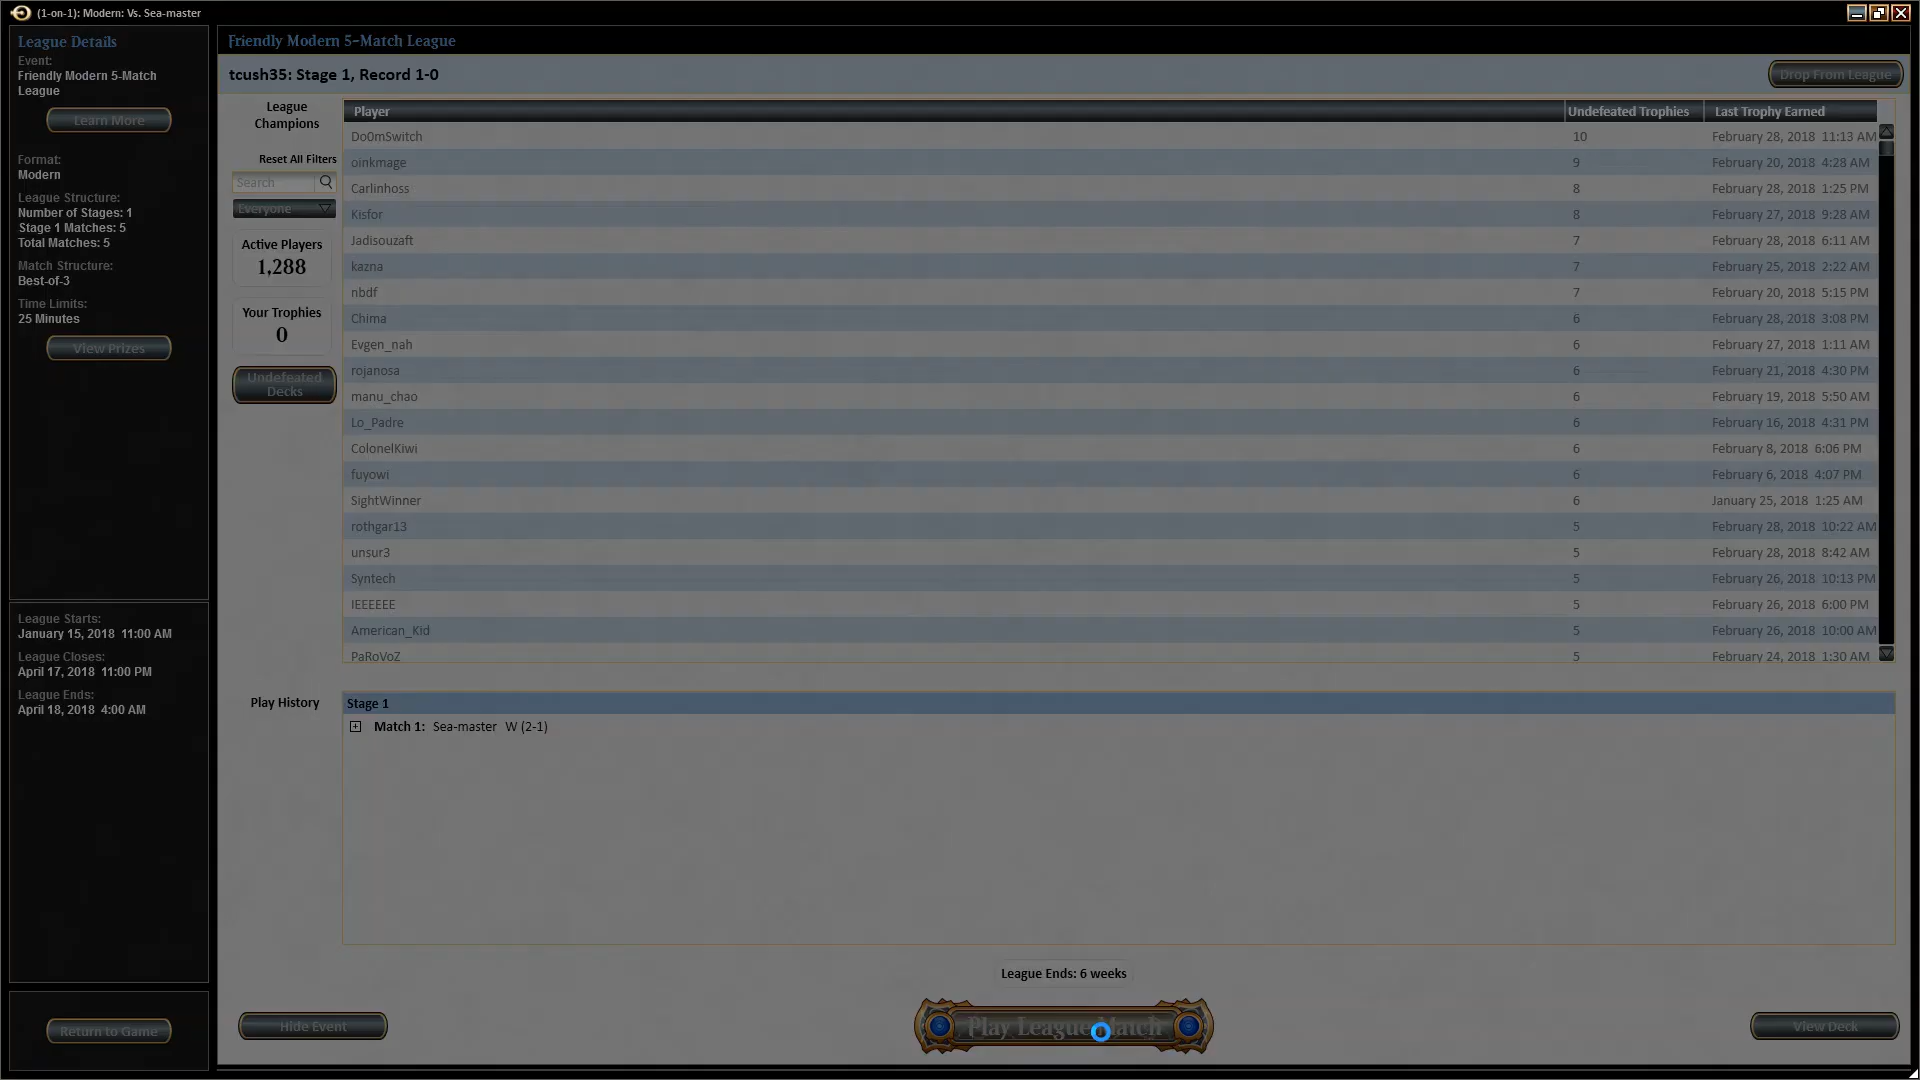 (1-on-1): Modern: Vs. Sea-master
League Details
Event:
Friendly Modern 5-Match
League
Learn More
Format:
Modern
League Structure:
Number of Stages: 1
Stage 1 Matches: 5
Total Matches: 5
Match Structure:
Best-of-3
Time Limits:
25 Minutes
View Prizes
League Starts:
January 15, 2018 11:00 AM
League Closes:
April 17, 2018 11:00 PM
League Ends:
April 18, 2018 4:00 AM
Return to Game
Friendly Modern 5-Match League
tcush35: Stage 1, Record 1-0
Drop From League
League
Champions
Reset All Filters
Search
Everyone
Active Players
1,288
Your Trophies
0
Undefeated
Decks
Player Undefeated Trophies Last Trophy Earned
Do0mSwitch 10 February 28, 2018 11:13 AM
oinkmage 9 February 20, 2018 4:28 AM
Carlinhoss 8 February 28, 2018 1:25 PM
Kisfor 8 February 27, 2018 9:28 AM
Jadisouzaft 7 February 28, 2018 6:11 AM
kazna 7 February 25, 2018 2:22 AM
nbdf 7 February 20, 2018 5:15 PM
Chima 6 February 28, 2018 3:08 PM
Evgen_nah 6 February 27, 2018 1:11 AM
rojanosa 6 February 21, 2018 4:30 PM
manu_chao 6 February 19, 2018 5:50 AM
Lo_Padre 6 February 16, 2018 4:31 PM
ColonelKiwi 6 February 8, 2018 6:06 PM
fuyowi 6 February 6, 2018 4:07 PM
SightWinner 6 January 25, 2018 1:25 AM
rothgar13 5 February 28, 2018 10:22 AM
unsur3 5 February 28, 2018 8:42 AM
Syntech 5 February 26, 2018 10:13 PM
IEEEEEE 5 February 26, 2018 6:00 PM
American_Kid 5 February 26, 2018 10:00 AM
PaRoVoZ 5 February 24, 2018 1:30 AM
Play History
Stage 1
Match 1: Sea-master W (2-1)
League Ends: 6 weeks
Hide Event
Play League Match
View Deck